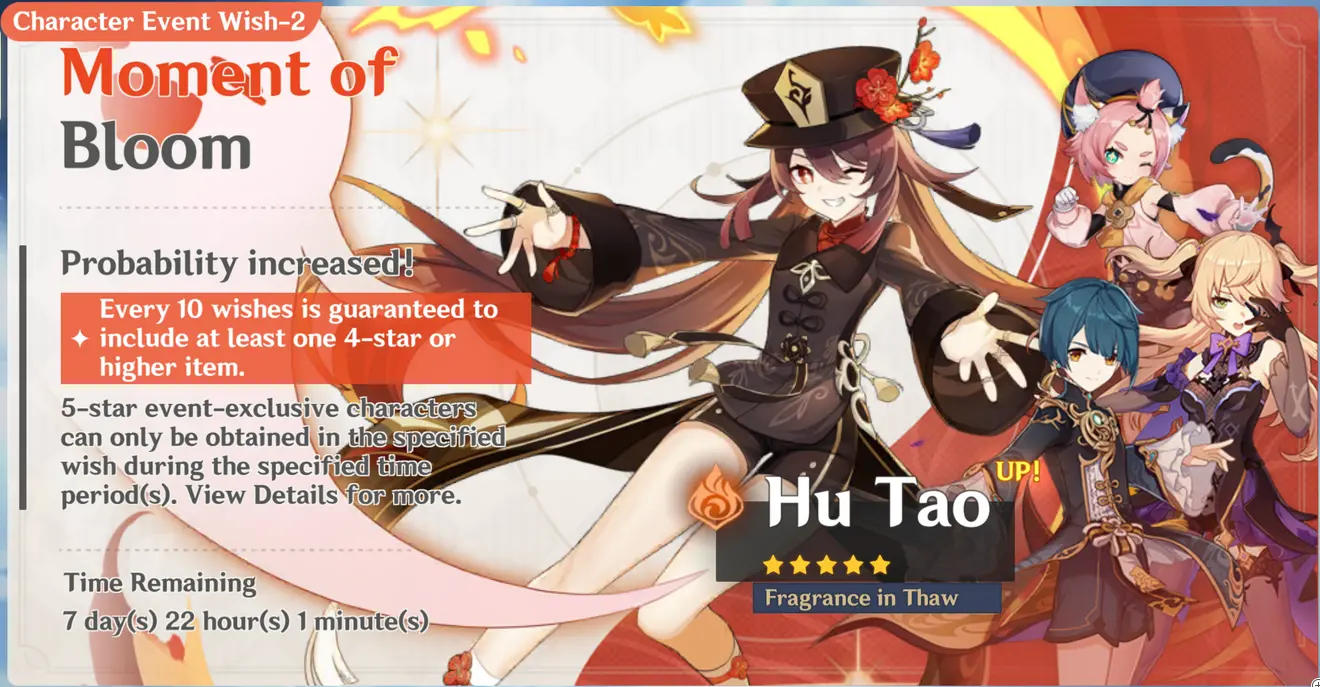 Character Event Wish-2
Moment of
Bloom
Probability increased!
Every 10 wishes is guaranteed to
include at least one 4-star or
higher item.
5-star event-exclusive characters
can only be obtained in the specified
wish during the specified time
period(s). View Details for more.
Time Remaining
7 day(s) 22 hour(s) 1 minute(s)
UP!
Hu Tao
Fragrance in Thaw